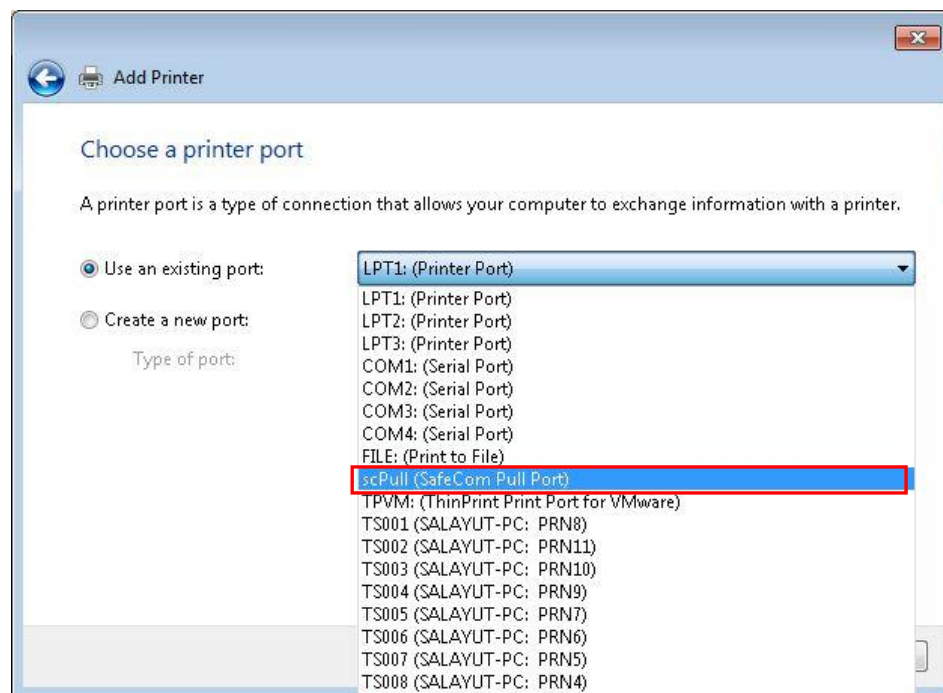 Add Printer
Choose a printer port
A printer port is a type of connection that allows your computer to exchange information with a printer.
Use an existing port:
LPT1: (Printer Port)
LPT1: (Printer Port)
LPT2: (Printer Port)
Create a new port:
LPT3: (Printer Port)
Type of port:
COM1: (Serial Port)
COM2: (Serial Port)
COM3: (Serial Port)
COM4: (Serial Port)
FILE: (Print to File)
scPull (SafeCom Pull Port)
TPVM: (ThinPrint Print Port for VMware)
TS001 (SALAYUT-PC: PRN8)
TS002 (SALAYUT-PC: PRN11)
TS003 (SALAYUT-PC: PRN10)
TS004 (SALAYUT-PC: PRN9)
TS005 (SALAYUT-PC: PRN7)
TS006 (SALAYUT-PC: PRN6)
TS007 (SALAYUT-PC: PRN5)
TS008 (SALAYUT-PC: PRN4)